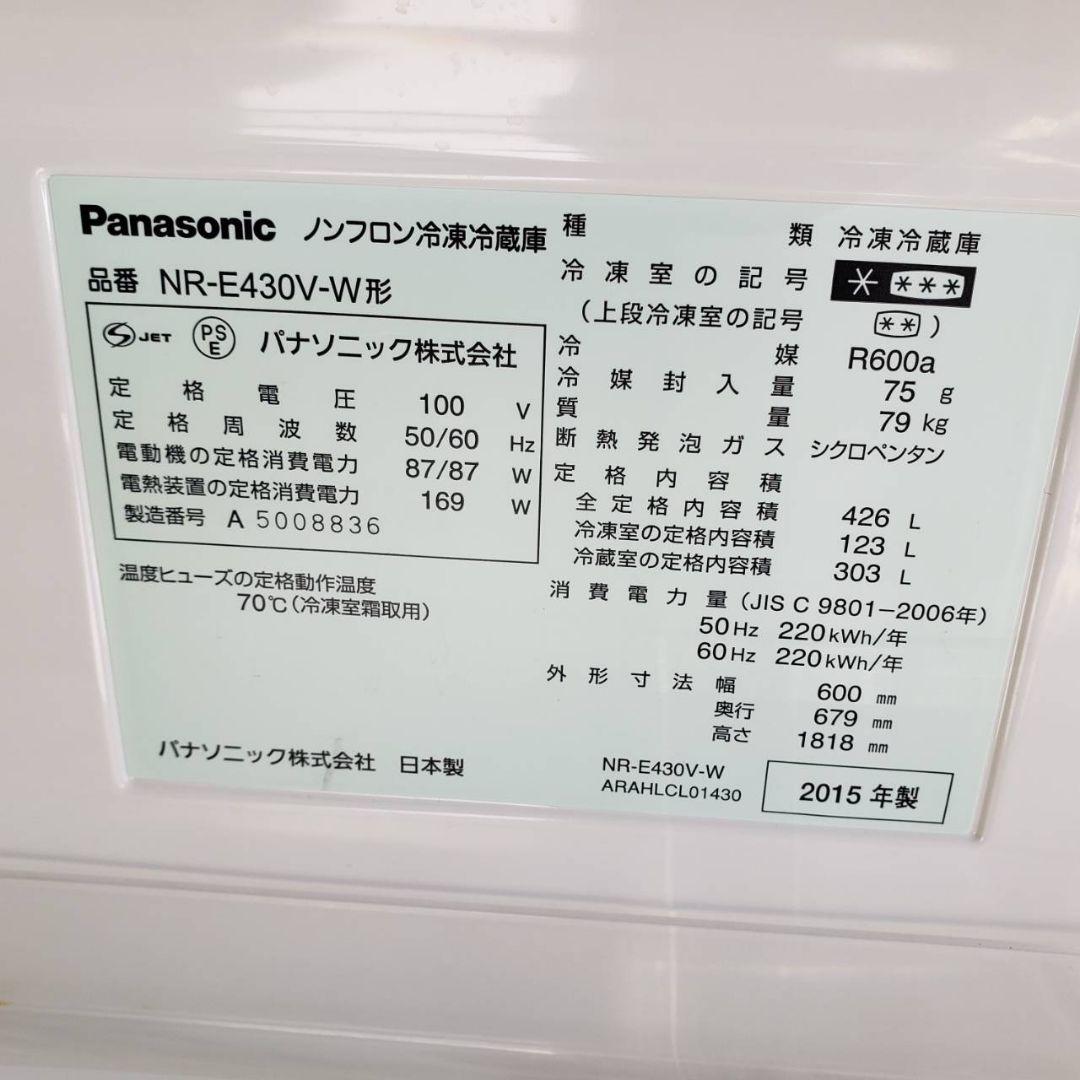 Panasonic ノンフロン冷凍冷蔵庫
品番 NR-E430V-W形
S JET PSE パナソニック株式会社
定格電圧 100 V
定格周波数 50/60 Hz
電動機の定格消費電力 87/87 W
電熱装置の定格消費電力 169 W
製造番号 A 5008836
温度ヒューズの定格動作温度
70℃(冷凍室霜取用)
パナソニック株式会社 日本製
種類 冷凍冷蔵庫
冷凍室の記号 * ***
(上段冷凍室の記号 **)
冷媒 R600a
冷媒封入量 75 g
質量 79 kg
断熱発泡ガス シクロペンタン
定格内容積
全定格内容積 426 L
冷凍室の定格内容積 123 L
冷蔵室の定格内容積 303 L
消費電力量(JIS C 9801-2006年)
50Hz 220kWh/年
60Hz 220kWh/年
外形寸法 幅 600 mm
奥行 679 mm
高さ 1818 mm
NR-E430V-W
ARAHLCL01430
2015年製